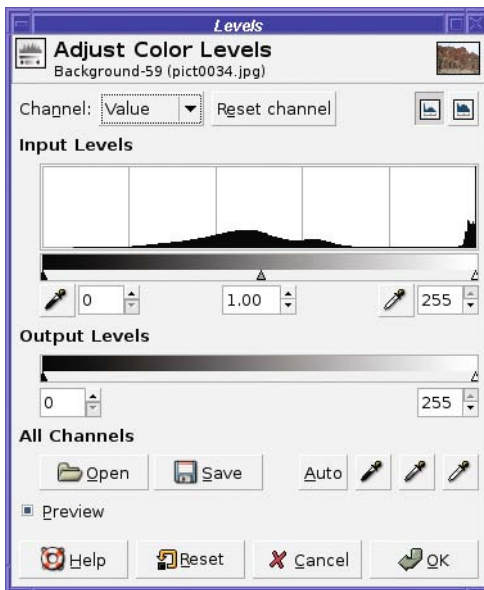 Levels
Adjust Color Levels
Background-59 (pict0034.jpg)
Channel: Value Reset channel
Input Levels
0 1.00 255
Output Levels
0 255
All Channels
Open Save Auto
Preview
Help Reset Cancel OK